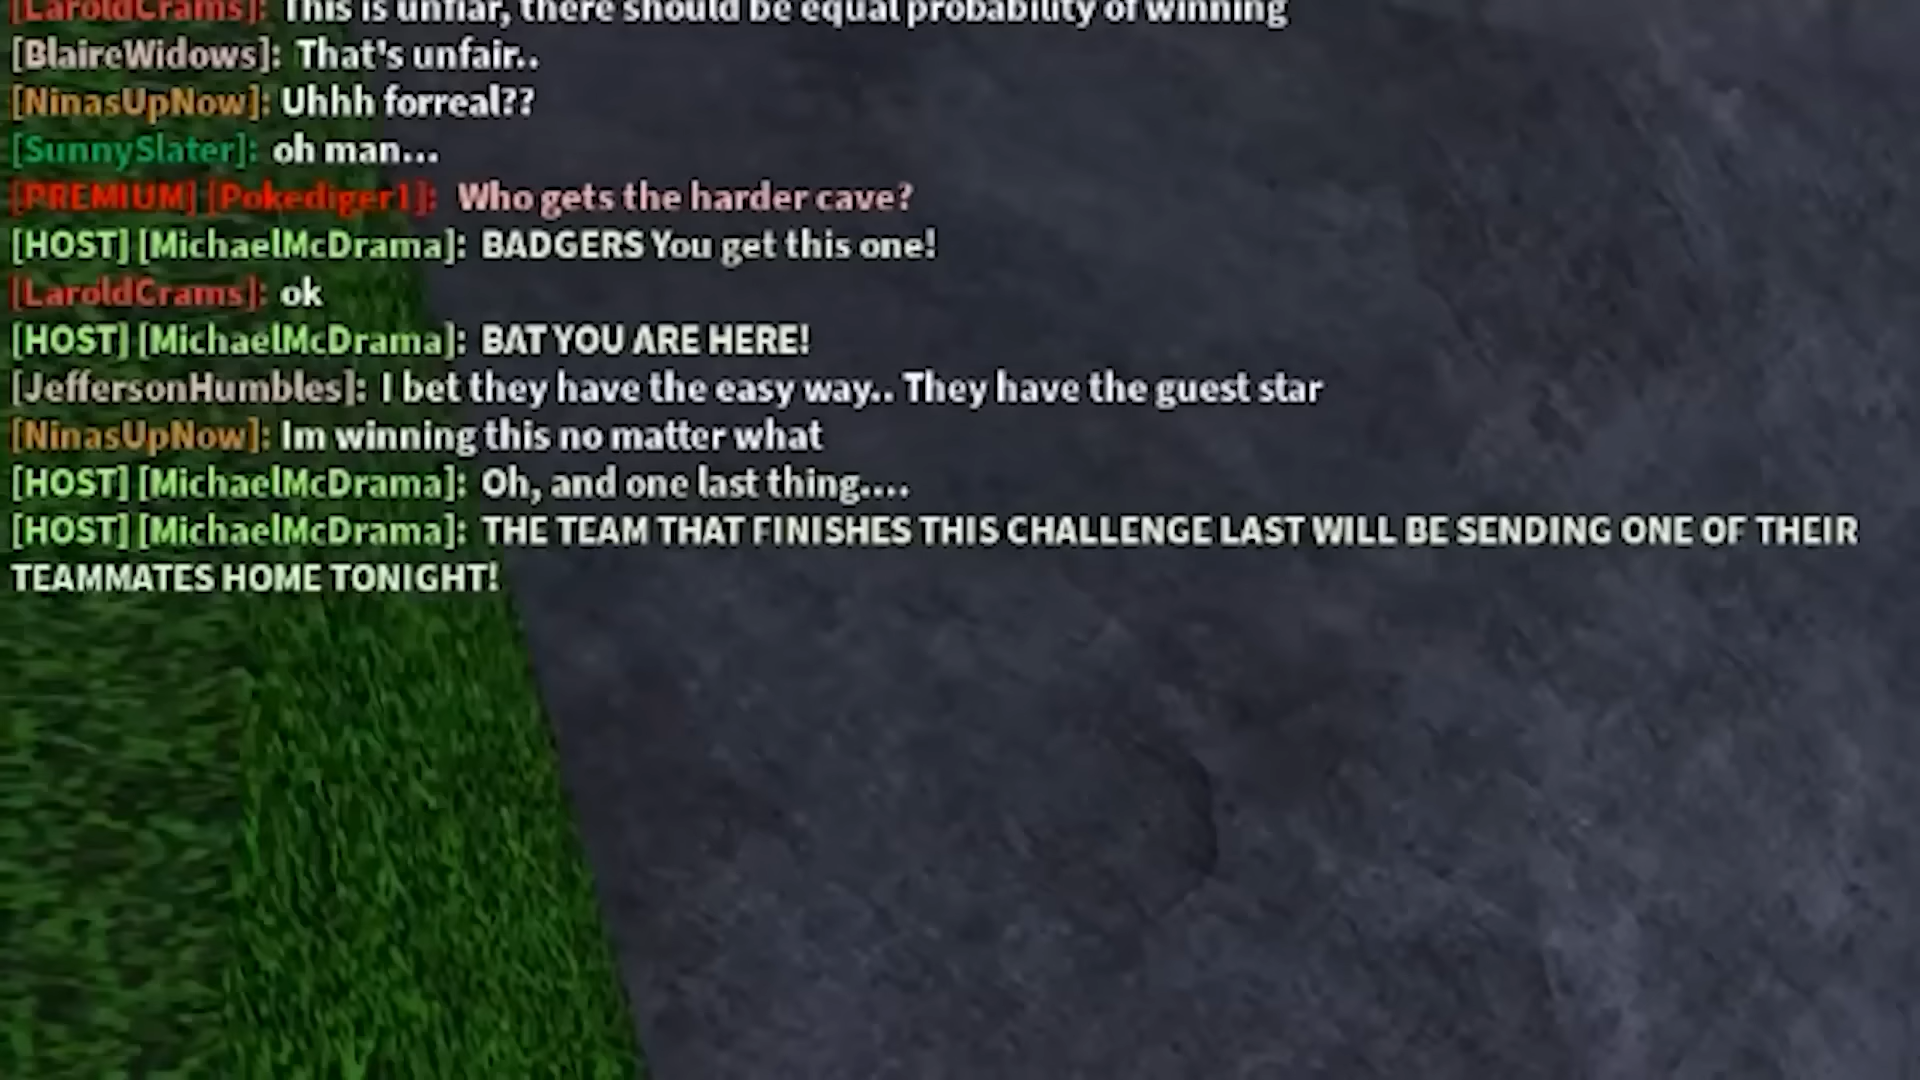 [LaroldCrams]: This is unfiar, there should be equal probability of winning
[BlaireWidows]: That's unfair..
[NinasUpNow]: Uhhh forreal??
[SunnySlater]: oh man...
[PREMIUM] [Pokediger1]: Who gets the harder cave?
[HOST] [MichaelMcDrama]: BADGERS You get this one!
[LaroldCrams]: ok
[HOST] [MichaelMcDrama]: BAT YOU ARE HERE!
[JeffersonHumbles]: I bet they have the easy way.. They have the guest star
[NinasUpNow]: Im winning this no matter what
[HOST] [MichaelMcDrama]: Oh, and one last thing....
[HOST] [MichaelMcDrama]: THE TEAM THAT FINISHES THIS CHALLENGE LAST WILL BE SENDING ONE OF THEIR
TEAMMATES HOME TONIGHT!